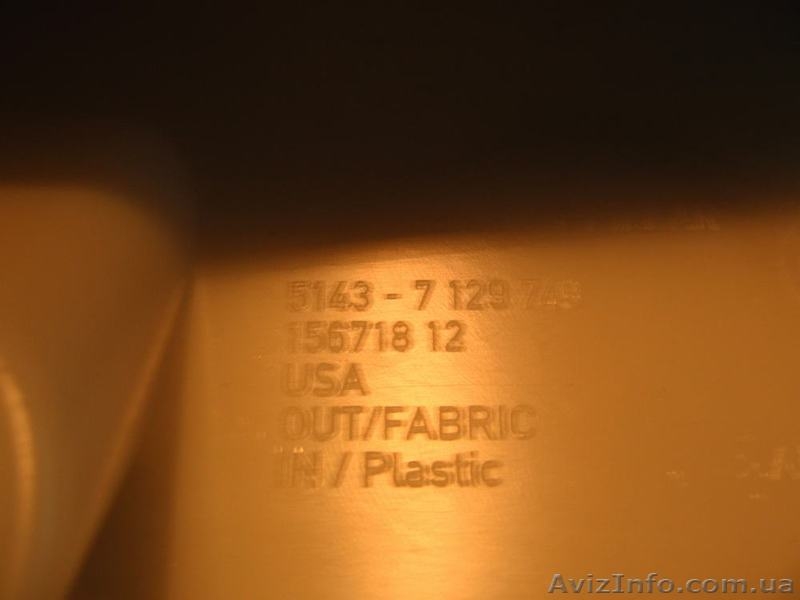 5143 - 7 129 749
156718 12
USA
OUT/FABRIC
IN / Plastic
AvizInfo.com.ua